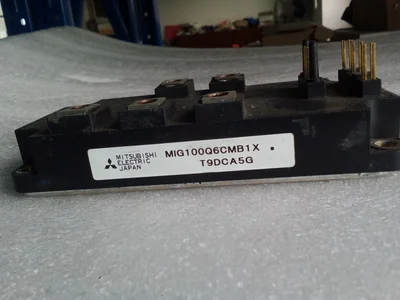 MITSUBISHI
ELECTRIC
JAPAN
MIG100Q6CMB1X
T9DCA5G